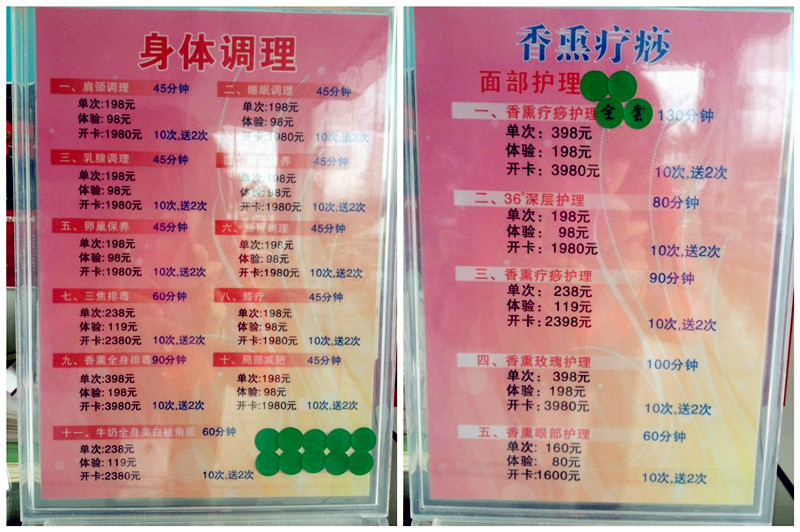 身体调理
一、肩颈调理 45分钟
单次:198元
体验: 98元
开卡:1980元 10次,送2次
二、睡眠调理 45分钟
单次:198元
体验: 98元
开卡:1980元 10次,送2次
三、乳腺调理 45分钟
单次:198元
体验: 98元
开卡:1980元 10次,送2次
四、养 45分钟
单次:198元
体验: 98元
开卡:1980元 10次,送2次
五、卵巢保养 45分钟
单次:198元
体验: 98元
开卡:1980元 10次,送2次
六、肠胃调理 45分钟
单次:198元
体验: 98元
开卡:1980元 10次,送2次
七、三焦排毒 60分钟
单次:238元
体验: 119元
开卡:2380元 10次,送2次
八、疗 45分钟
单次:198元
体验: 98元
开卡:1980元 10次,送2次
九、香熏全身排毒 90分钟
单次:398元
体验: 198元
开卡:3980元 10次,送2次
十、局部减肥 45分钟
单次:198元
体验: 98元
开卡:1980元 10次,送2次
十一、牛奶全身美白祛角质 60分钟
单次:238元
体验: 119元
开卡:2380元 10次,送2次
香熏疗痧
面部护理
全套
一、香熏疗痧护理 130分钟
单次: 398元
体验: 198元
开卡: 3980元 10次,送2次
二、36°深层护理 80分钟
单次: 198元
体验: 98元
开卡: 1980元 10次,送2次
三、香熏疗痧护理 90分钟
单次: 238元
体验: 119元
开卡: 2398元 10次,送2次
四、香熏玫瑰护理 100分钟
单次: 398元
体验: 198元
开卡: 3980元 10次,送2次
五、香熏眼部护理 60分钟
单次: 160元
体验: 80元
开卡:1600元 10次,送2次